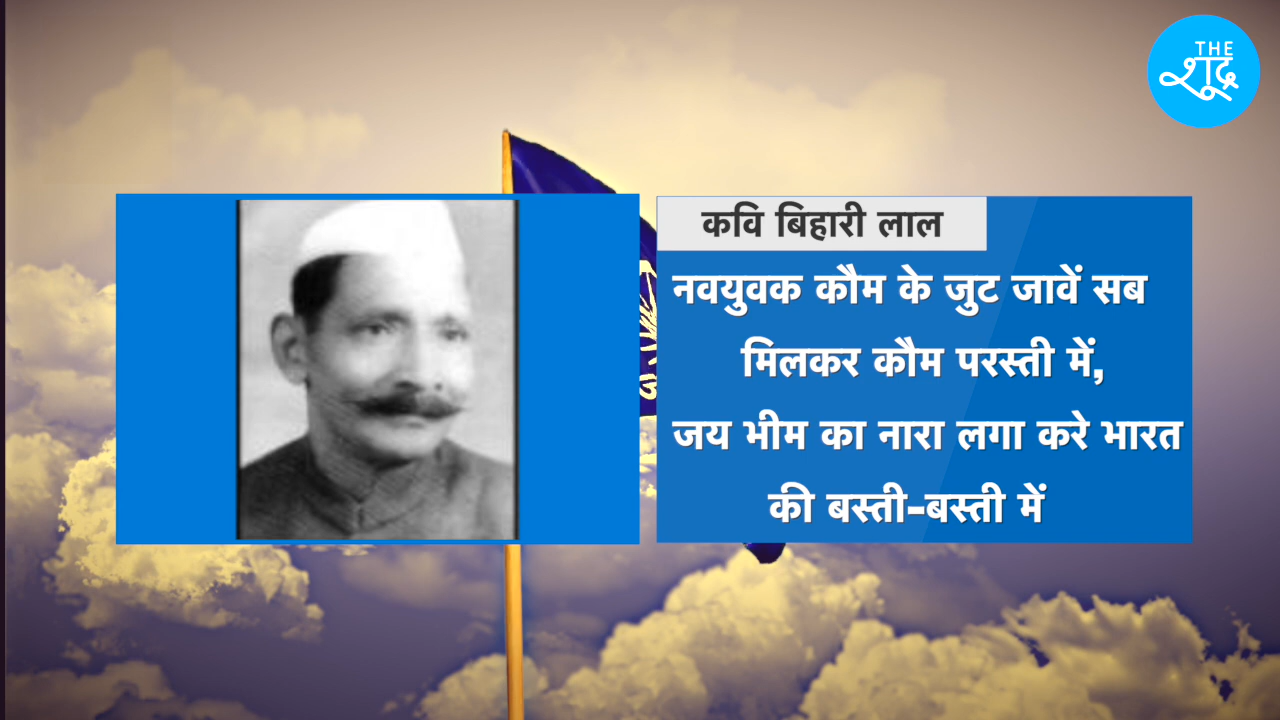 THE
शूद्र
कवि बिहारी लाल
नवयुवक कौम के जुट जावें सब
मिलकर कौम परस्ती में,
जय भीम का नारा लगा करे भारत
की बस्ती-बस्ती में